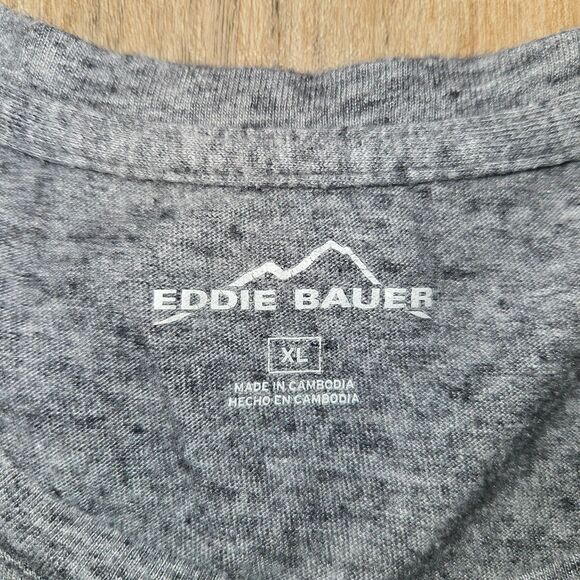 EDDIE BAUER
XL
MADE IN CAMBODIA
HECHO EN CAMBODIA